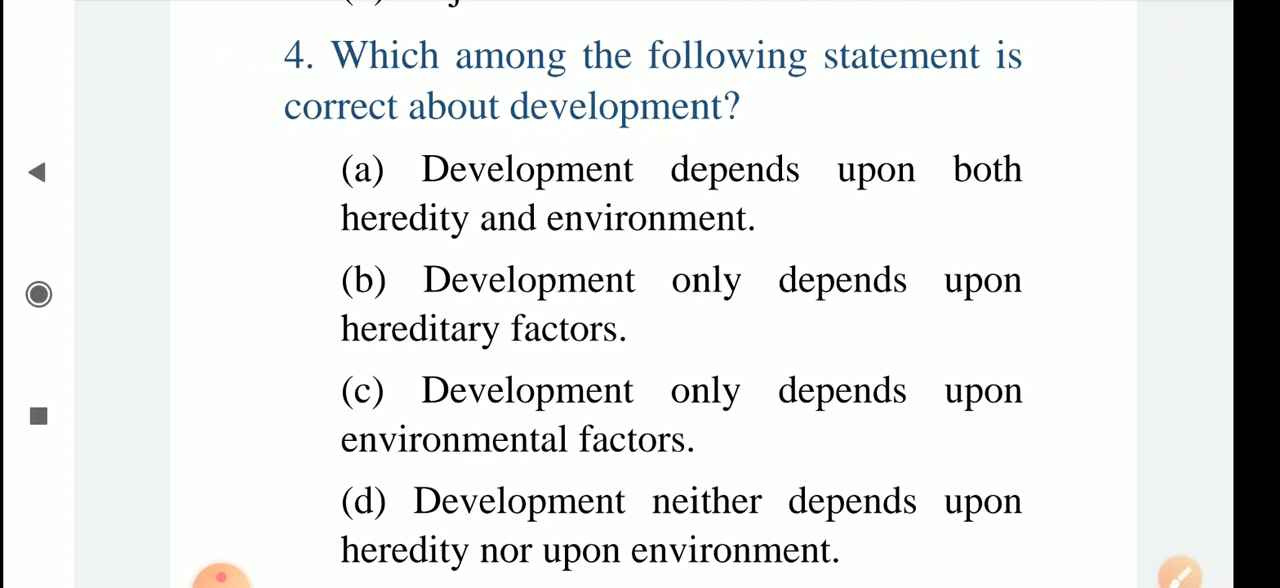 4. Which among the following statement is
correct about development?
(a) Development depends upon both
heredity and environment.
(b) Development only depends upon
hereditary factors.
(c) Development only depends upon
environmental factors.
(d) Development neither depends upon
heredity nor upon environment.